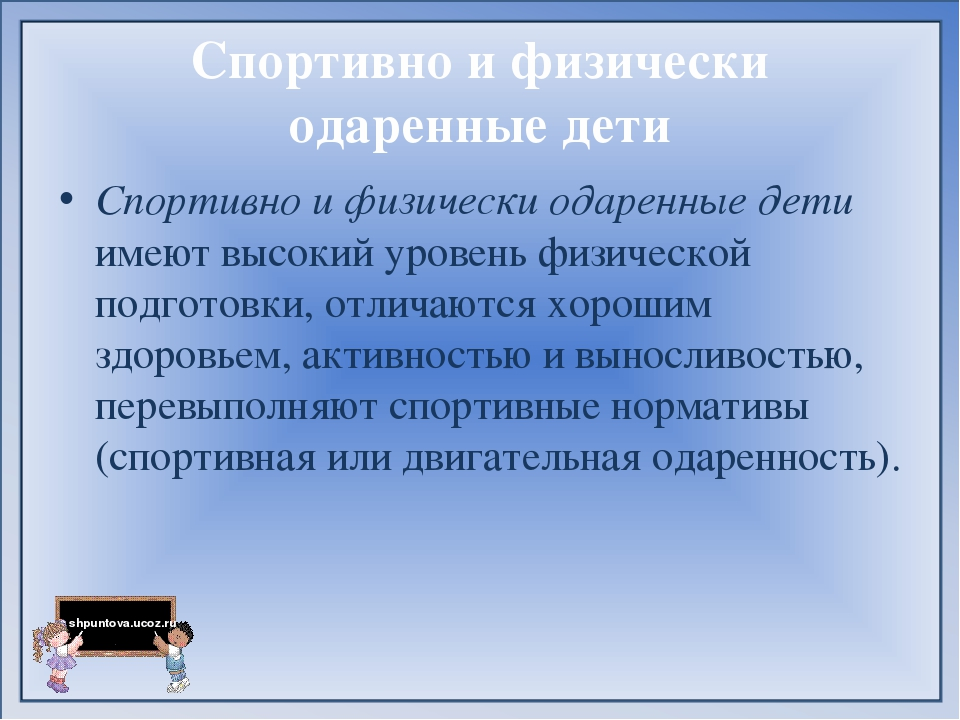 Спортивно и физически
одаренные дети
• Спортивно и физически одаренные дети
имеют высокий уровень физической
подготовки, отличаются хорошим
здоровьем, активностью и выносливостью,
перевыполняют спортивные нормативы
(спортивная или двигательная одаренность).
shpuntova.ucoz.ru